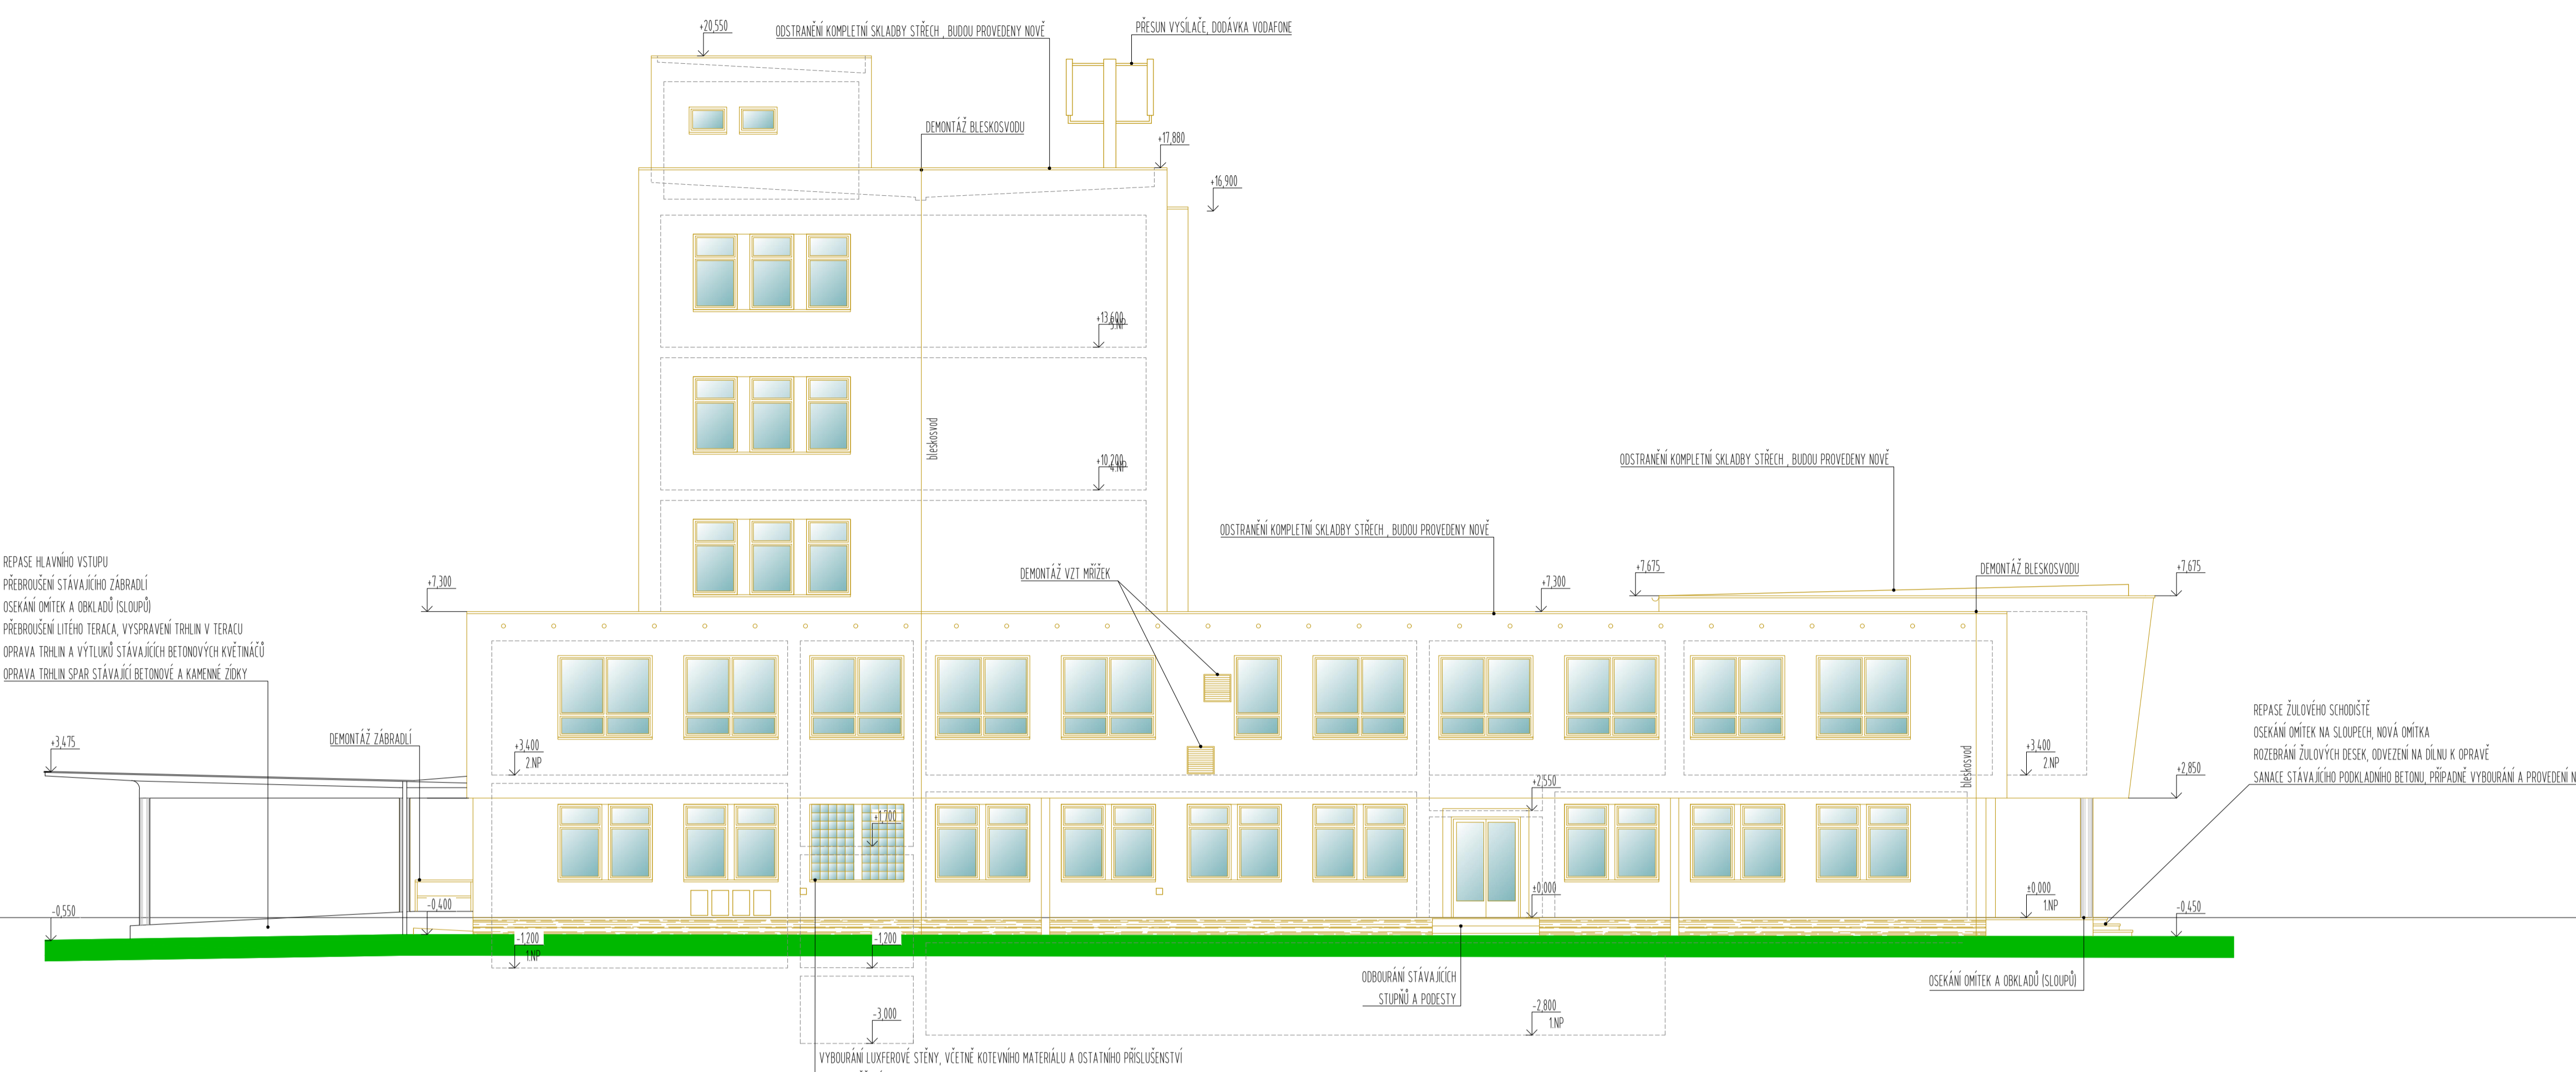 +20,550
ODSTRANĚNÍ KOMPLETNÍ SKLADBY STŘECH , BUDOU PROVEDENY NOVĚ
PŘESUN VYSÍLAČE, DODÁVKA VODAFONE
DEMONTÁŽ BLESKOSVODU
+17,880
+16,900
+13,600
5.NP
bleskosvod
+10,200
4.NP
ODSTRANĚNÍ KOMPLETNÍ SKLADBY STŘECH , BUDOU PROVEDENY NOVĚ
ODSTRANĚNÍ KOMPLETNÍ SKLADBY STŘECH , BUDOU PROVEDENY NOVĚ
REPASE HLAVNÍHO VSTUPU
PŘEBROUŠENÍ STÁVAJÍCÍHO ZÁBRADLÍ
OSEKÁNÍ OMÍTEK A OBKLADŮ (SLOUPŮ)
PŘEBROUŠENÍ LITÉHO TERACA, VYSPRAVENÍ TRHLIN V TERACU
OPRAVA TRHLIN A VÝTLUKŮ STÁVAJÍCÍCH BETONOVÝCH KVĚTINÁČŮ
OPRAVA TRHLIN SPAR STÁVAJÍCÍ BETONOVÉ A KAMENNÉ ZÍDKY
+7,300
DEMONTÁŽ VZT MŘÍŽEK
+7,300
+7,675
DEMONTÁŽ BLESKOSVODU
+7,675
+3,475
DEMONTÁŽ ZÁBRADLÍ
+3,400
2.NP
bleskosvod
+3,400
2.NP
+2,850
REPASE ŽULOVÉHO SCHODIŠTĚ
OSEKÁNÍ OMÍTEK NA SLOUPECH, NOVÁ OMÍTKA
ROZEBRÁNÍ ŽULOVÝCH DESEK, ODVEZENÍ NA DÍLNU K OPRAVĚ
SANACE STÁVAJÍCÍHO PODKLADNÍHO BETONU, PŘÍPADNĚ VYBOURÁNÍ A PROVEDENÍ N
+2,550
+1,700
-0,550
-0,400
±0,000
±0,000
1.NP
-0,450
-1,200
1.NP
-1,200
ODBOURÁNÍ STÁVAJÍCÍCH
STUPŇŮ A PODESTY
OSEKÁNÍ OMÍTEK A OBKLADŮ (SLOUPŮ)
-3,000
-2,800
1.NP
VYBOURÁNÍ LUXFEROVÉ STĚNY, VČETNĚ KOTEVNÍHO MATERIÁLU A OSTATNÍHO PŘÍSLUŠENSTVÍ